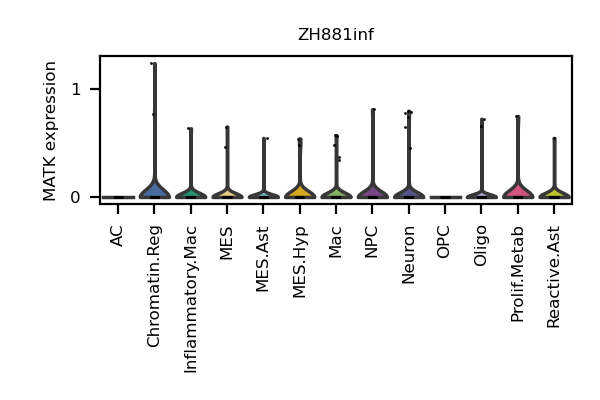 ZH881inf
MATK expression
1
0
AC
Chromatin.Reg
Inflammatory.Mac
MES
MES.Ast
MES.Hyp
Mac
NPC
Neuron
OPC
Oligo
Prolif.Metab
Reactive.Ast